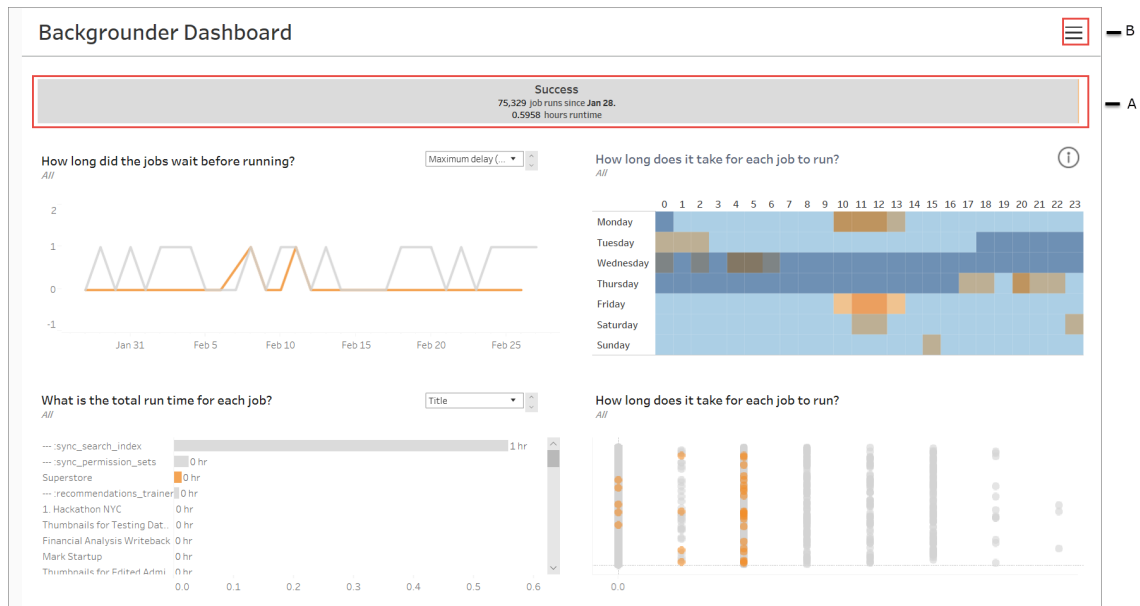 Backgrounder Dashboard
B
Success
75,329 job runs since Jan 28.
0.5958 hours runtime
A
How long did the jobs wait before running?
All
Maximum delay (...
2
1
0
-1
Jan 31 Feb 5 Feb 10 Feb 15 Feb 20 Feb 25
How long does it take for each job to run?
All
0 1 2 3 4 5 6 7 8 9 10 11 12 13 14 15 16 17 18 19 20 21 22 23
Monday
Tuesday
Wednesday
Thursday
Friday
Saturday
Sunday
What is the total run time for each job?
All
Title
--- :sync_search_index 1 hr
--- :sync_permission_sets 0 hr
Superstore 0 hr
--- :recommendations_trainer 0 hr
1. Hackathon NYC 0 hr
Thumbnails for Testing Dat.. 0 hr
Financial Analysis Writeback 0 hr
Mark Startup 0 hr
Thumbnails for Edited Admi.. 0 hr
0.0 0.1 0.2 0.3 0.4 0.5 0.6
How long does it take for each job to run?
All
0.0